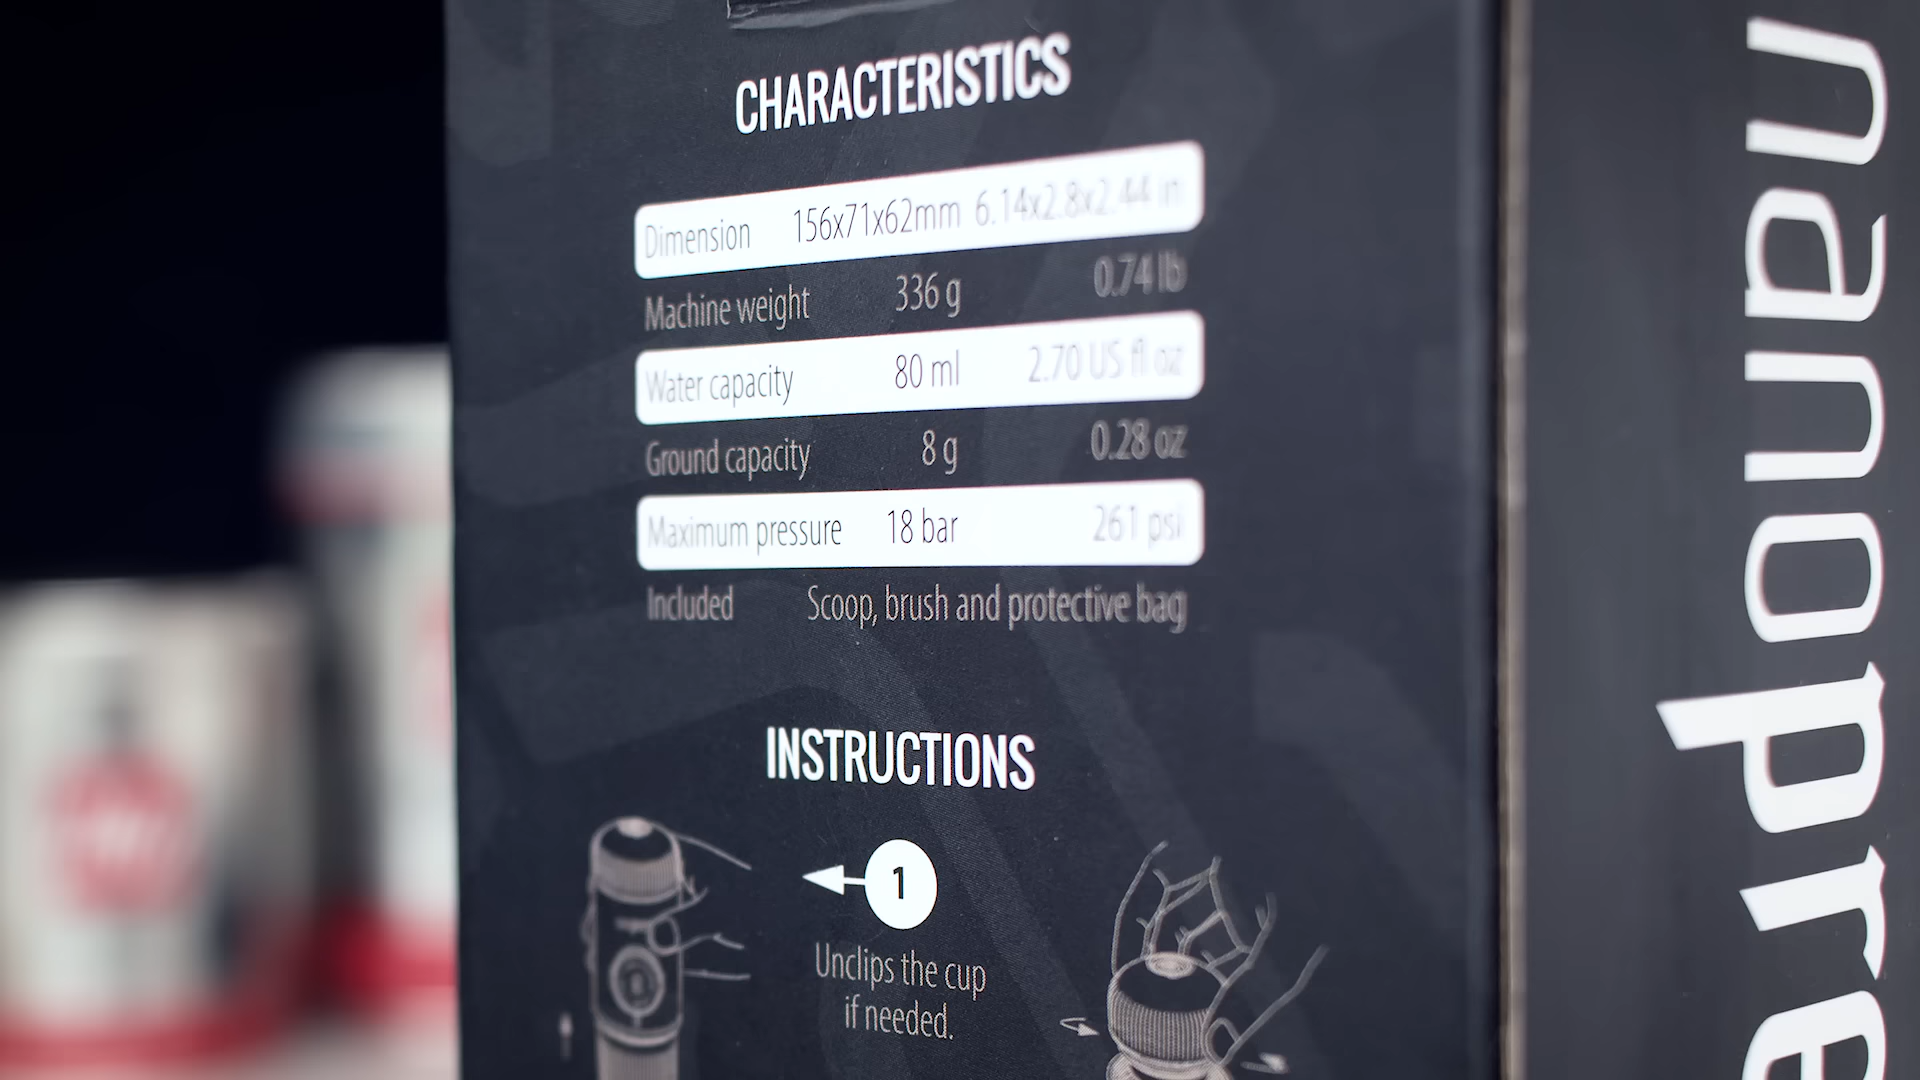 CHARACTERISTICS
Dimension 156x71x62mm 6.14x2.8x2.44 in
Machine weight 336 g 0.74 lb
Water capacity 80 ml 2.70 US fl oz
Ground capacity 8 g 0.28 oz
Maximum pressure 18 bar 261 psi
Included Scoop, brush and protective bag
INSTRUCTIONS
1
Unclips the cup
if needed.
nanopre